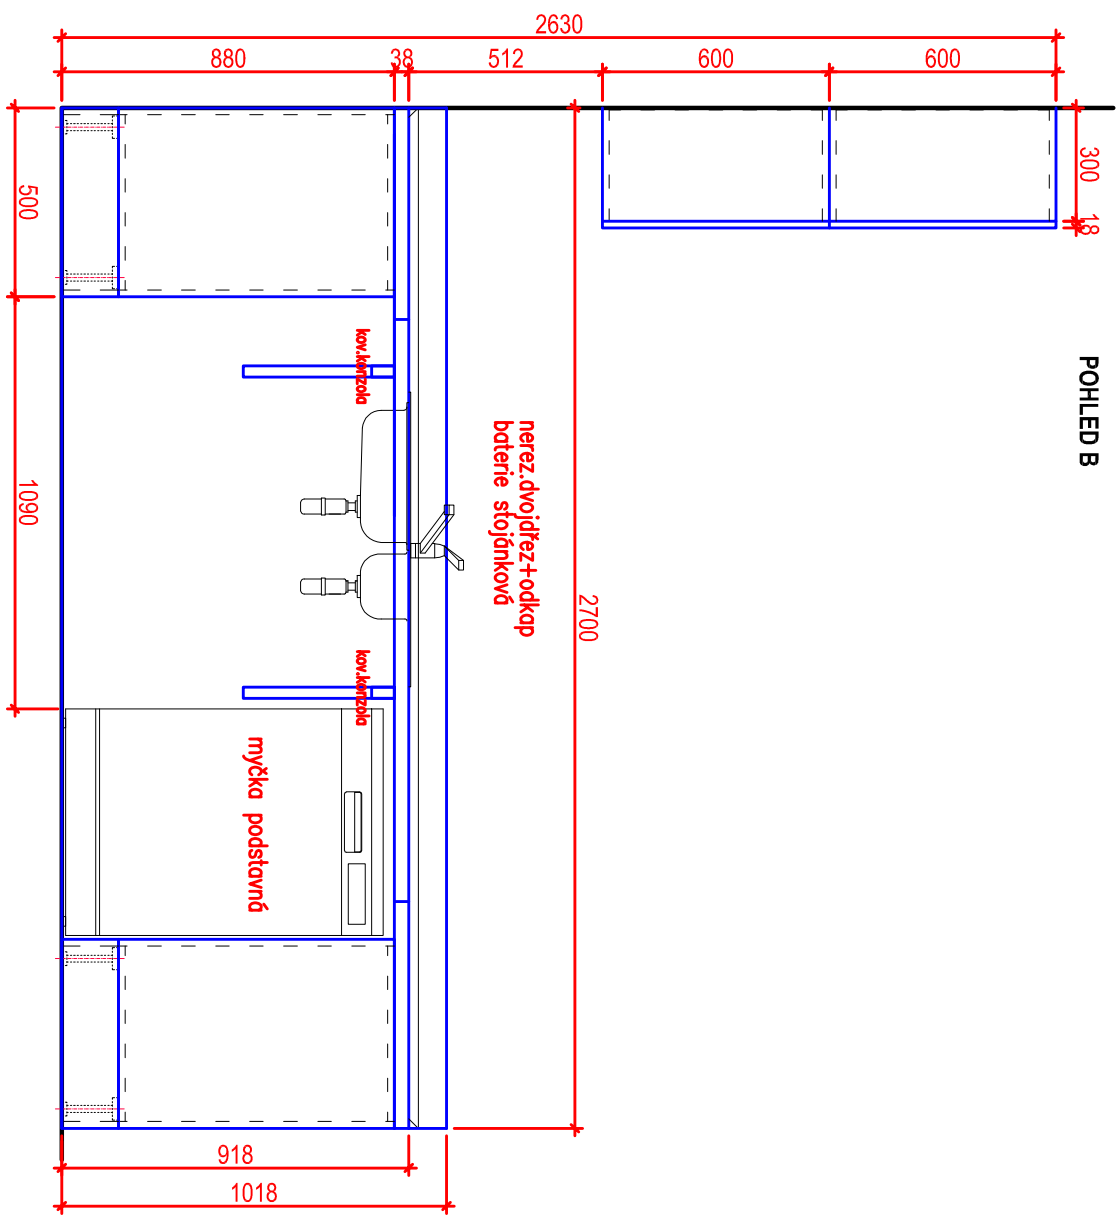 2630
880
38
512
600
600
300
18
500
1090
2700
918
1018
POHLED B
nerez.dvojdřez+odkap
baterie stojánková
kov.konzola
kov.konzola
myčka podstavná